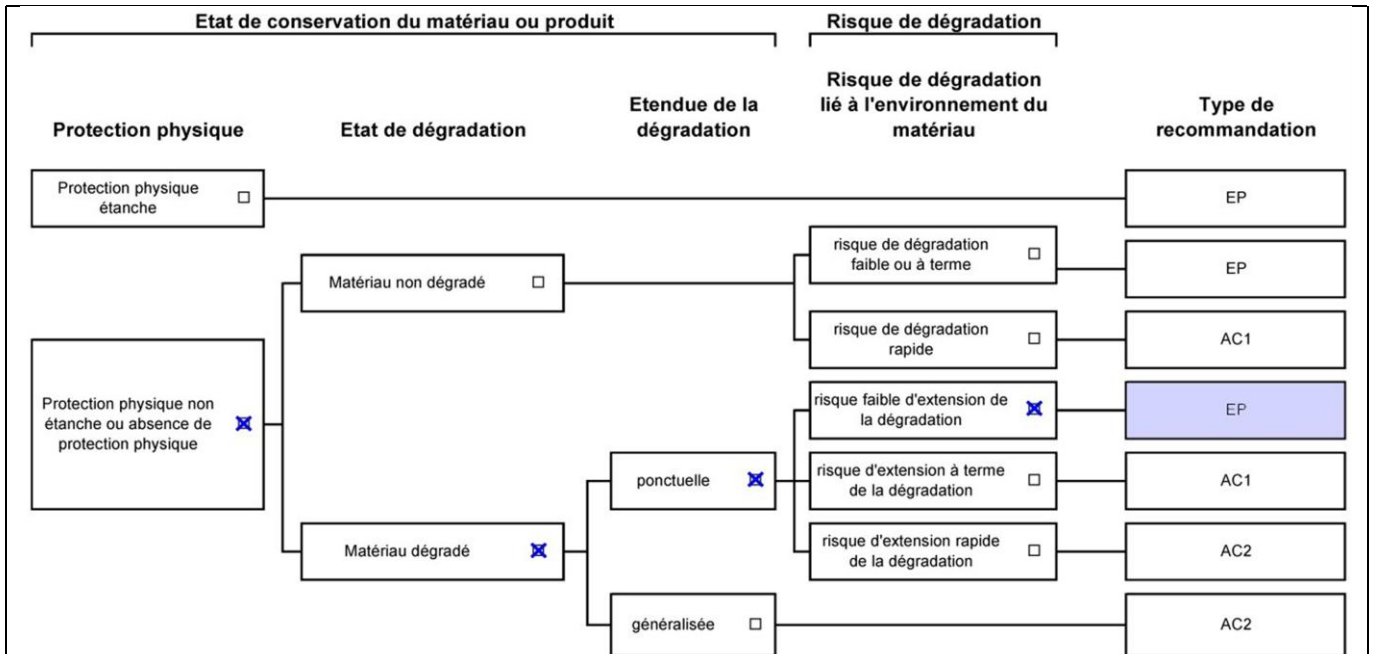 Etat de conservation du matériau ou produit
Risque de dégradation
Protection physique
Etat de dégradation
Etendue de la
dégradation
Risque de dégradation
lié à l'environnement du
matériau
Type de
recommandation
Protection physique
étanche
EP
Matériau non dégradé
risque de dégradation
faible ou à terme
EP
risque de dégradation
rapide
AC1
Protection physique non
étanche ou absence de
protection physique
risque faible d'extension de
la dégradation
EP
ponctuelle
risque d'extension à terme
de la dégradation
AC1
Matériau dégradé
risque d'extension rapide
de la dégradation
AC2
généralisée
AC2